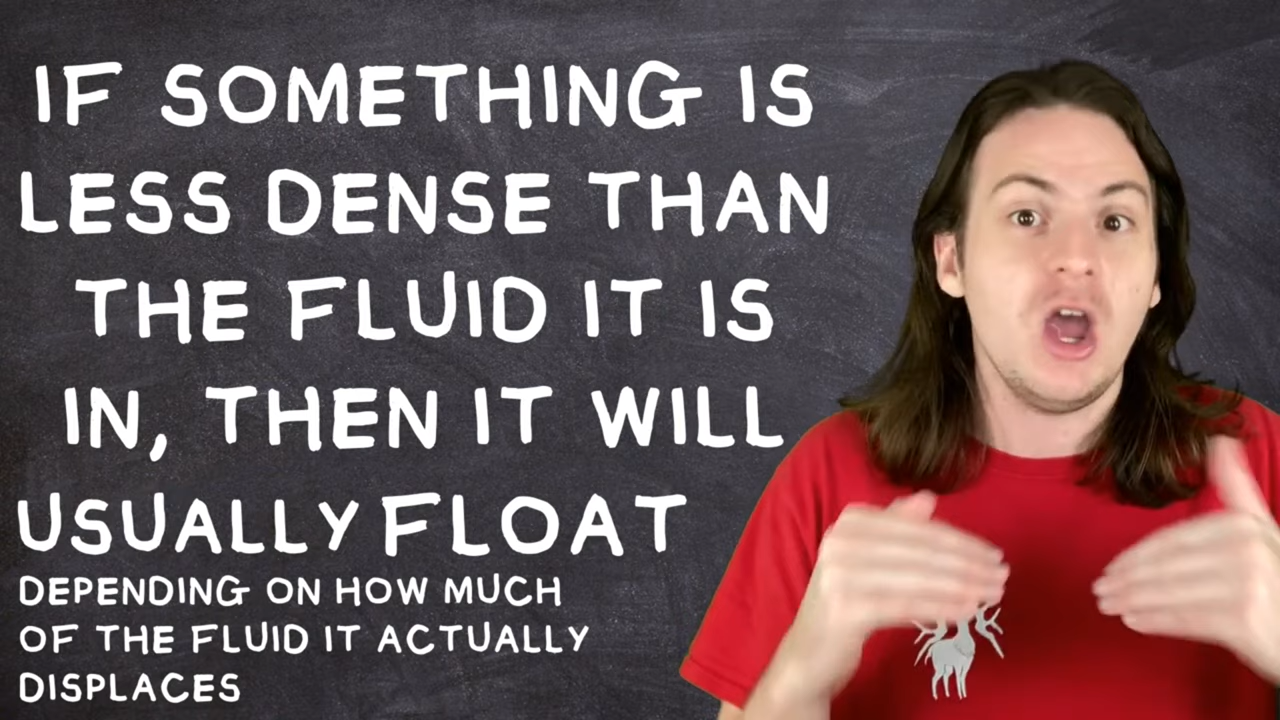 IF SOMETHING IS
LESS DENSE THAN
THE FLUID IT IS
IN, THEN IT WILL
USUALLY FLOAT
DEPENDING ON HOW MUCH
OF THE FLUID IT ACTUALLY
DISPLACES